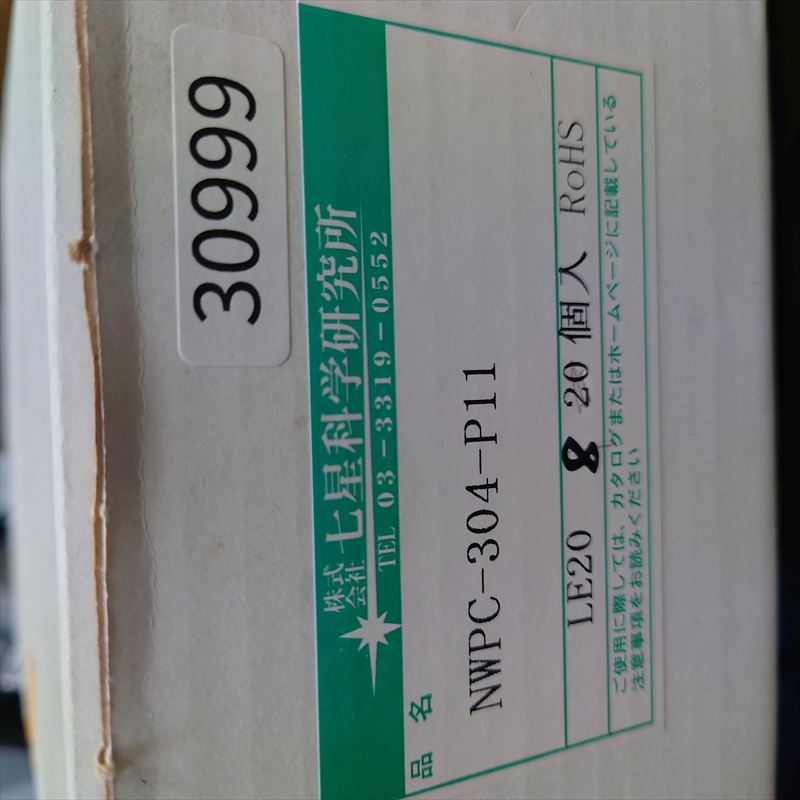 30999
株式会社 七星科学研究所
TEL 03-3319-0552
品名
NWPC-304-P11
LE20 8 20個入 RoHS
ご使用に際しては、カタログまたはホームページに記載している
注意事項をお読みください